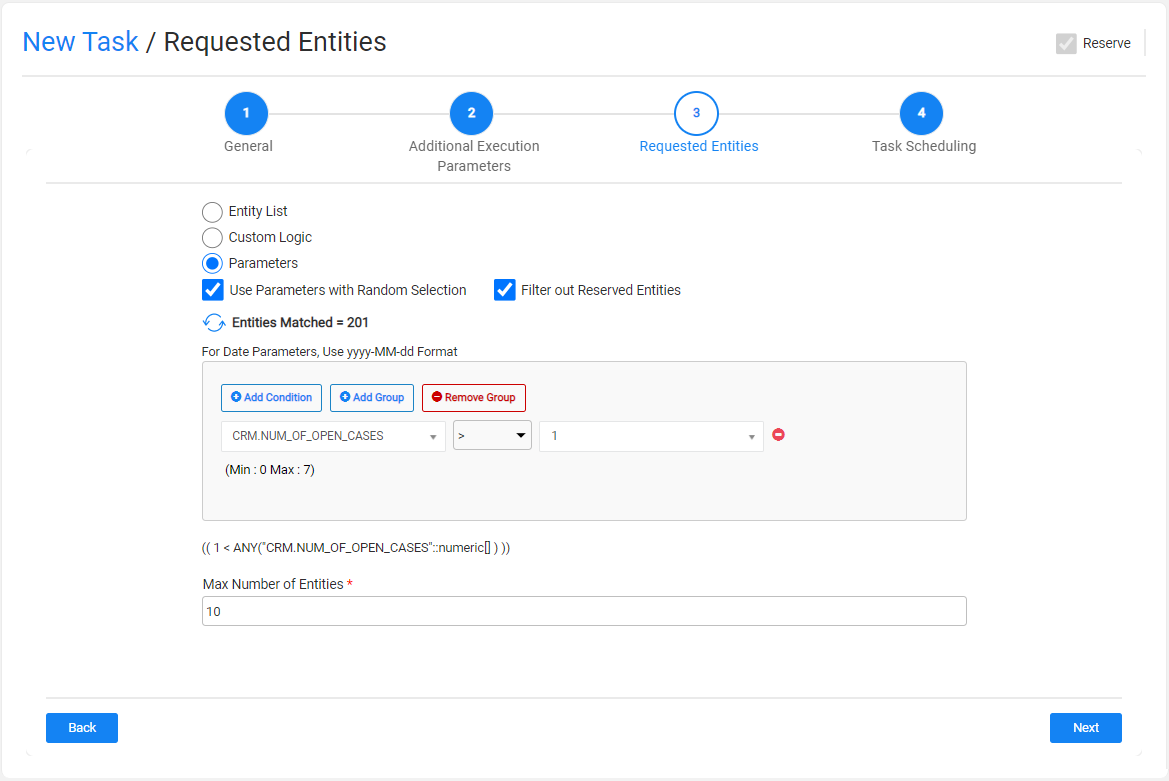 New Task / Requested Entities
Reserve
1
2
3
4
General
Additional Execution
Parameters
Requested Entities
Task Scheduling
Entity List
Custom Logic
Parameters
Use Parameters with Random Selection
Filter out Reserved Entities
Entities Matched = 201
For Date Parameters, Use yyyy-MM-dd Format
Add Condition
Add Group
Remove Group
CRM.NUM_OF_OPEN_CASES
>
1
(Min : 0 Max : 7)
(( 1 < ANY("CRM.NUM_OF_OPEN_CASES"::numeric[] ) ))
Max Number of Entities *
10
Back
Next